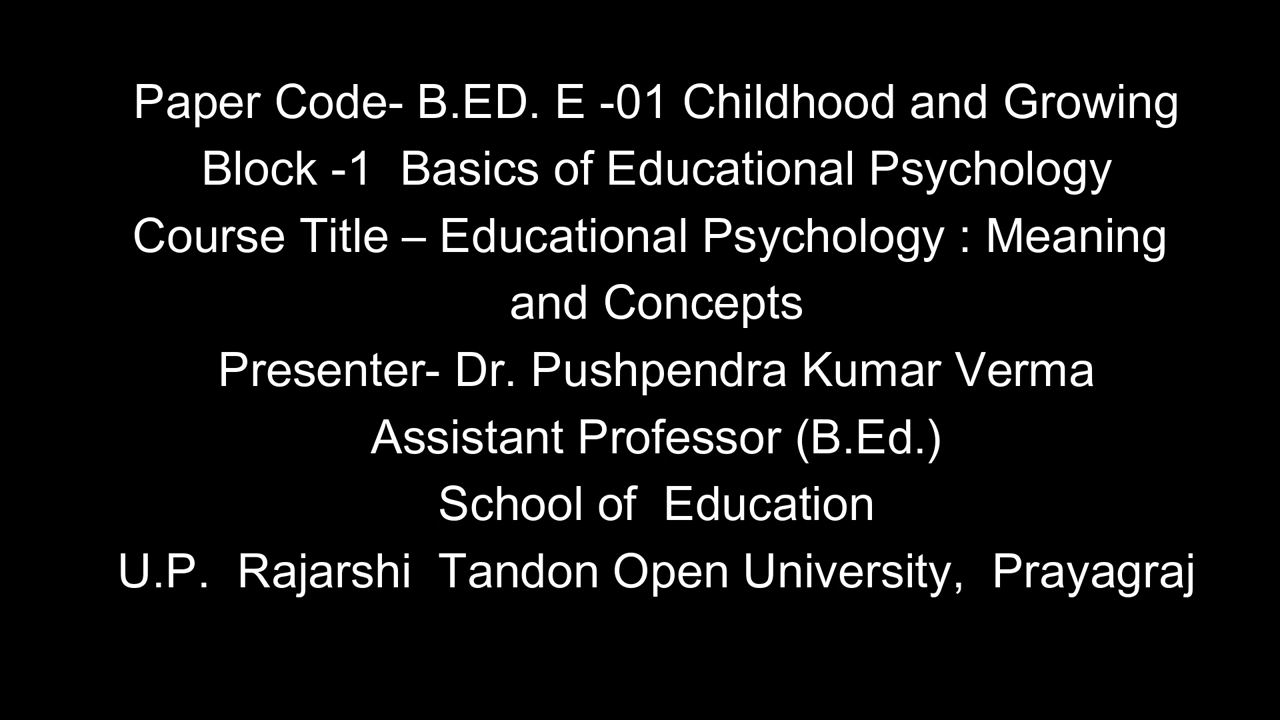 Paper Code- B.ED. E -01 Childhood and Growing
Block -1  Basics of Educational Psychology
Course Title – Educational Psychology : Meaning
and Concepts
Presenter- Dr. Pushpendra Kumar Verma
Assistant Professor (B.Ed.)
School of  Education
U.P.  Rajarshi  Tandon Open University,  Prayagraj